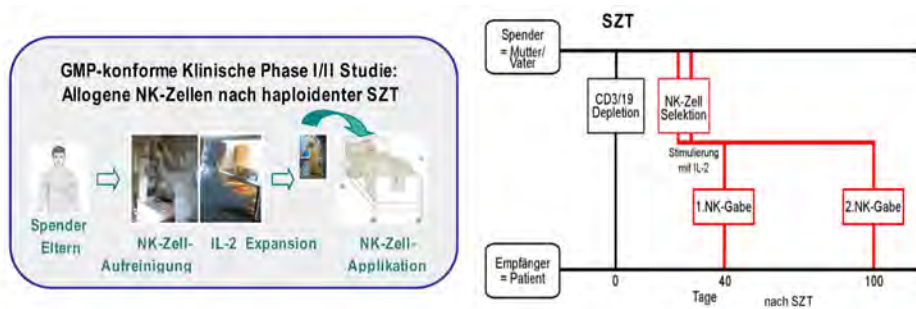 GMP-konforme Klinische Phase I/II Studie:
Allogene NK-Zellen nach haploidenter SZT
Spender
Eltern
NK-Zell-
Aufreinigung
IL-2 Expansion
NK-Zell-
Applikation
SZT
Spender
= Mutter/
Vater
CD3/19
Depletion
NK-Zell
Selektion
Stimulierung
mit IL-2
1.NK-Gabe
2.NK-Gabe
Empfänger
= Patient
0
40
100
Tage
nach SZT